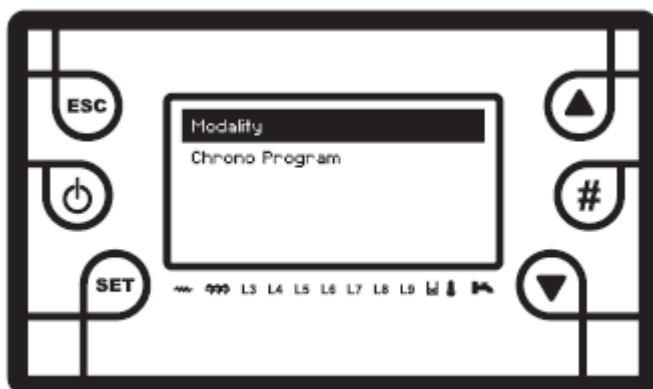 ESC
Modality
Chrono Program
#
SET
L3 L4 L5 L6 L7 L8 L9